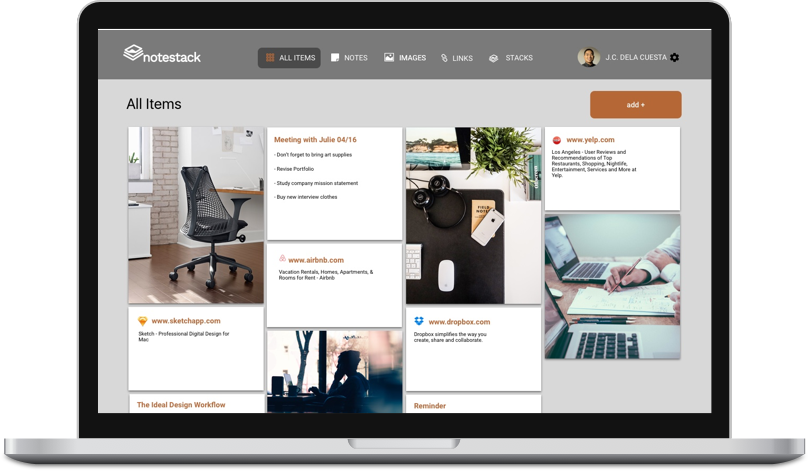 notestack
ALL ITEMS
NOTES
IMAGES
LINKS
STACKS
J.C. DELA CUESTA
All Items
add +
Meeting with Julie 04/16
- Don't forget to bring art supplies
- Revise Portfolio
- Study company mission statement
- Buy new interview clothes
www.yelp.com
Los Angeles - User Reviews and
Recommendations of Top
Restaurants, Shopping, Nightlife,
Entertainment, Services and More at
Yelp.
www.airbnb.com
Vacation Rentals, Homes, Apartments, &
Rooms for Rent - Airbnb
www.sketchapp.com
Sketch - Professional Digital Design for
Mac
www.dropbox.com
Dropbox simplifies the way you
create, share and collaborate.
The Ideal Design Workflow
Reminder